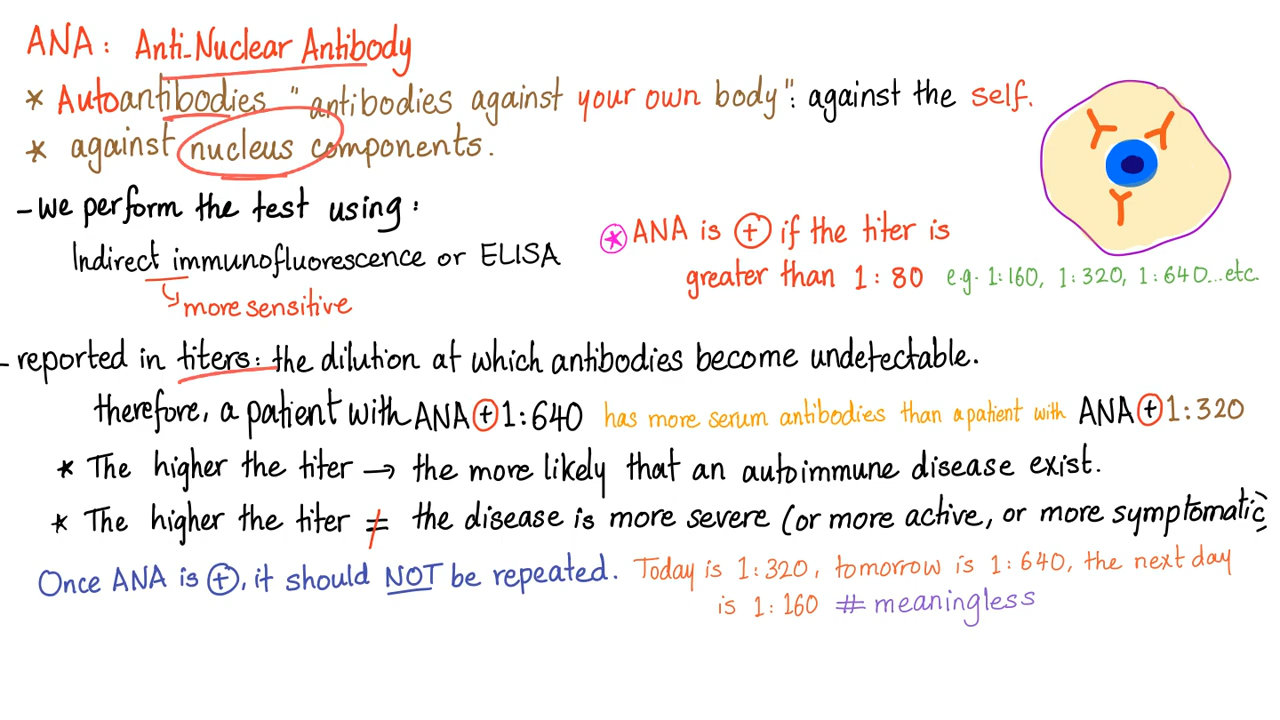 ANA: Anti-Nuclear Antibody
* Autoantibodies "antibodies against your own body": against the self.
* against nucleus components.
- we perform the test using:
Indirect immunofluorescence or ELISA
↳ more sensitive
* ANA is + if the titer is
greater than 1:80 e.g. 1:160, 1:320, 1:640...etc.
- reported in titers: the dilution at which antibodies become undetectable.
therefore, a patient with ANA + 1:640 has more serum antibodies than a patient with ANA + 1:320
* The higher the titer → the more likely that an autoimmune disease exist.
* The higher the titer ≠ the disease is more severe (or more active, or more symptomatic)
Once ANA is +, it should NOT be repeated. Today is 1:320, tomorrow is 1:640, the next day
is 1:160 # meaningless